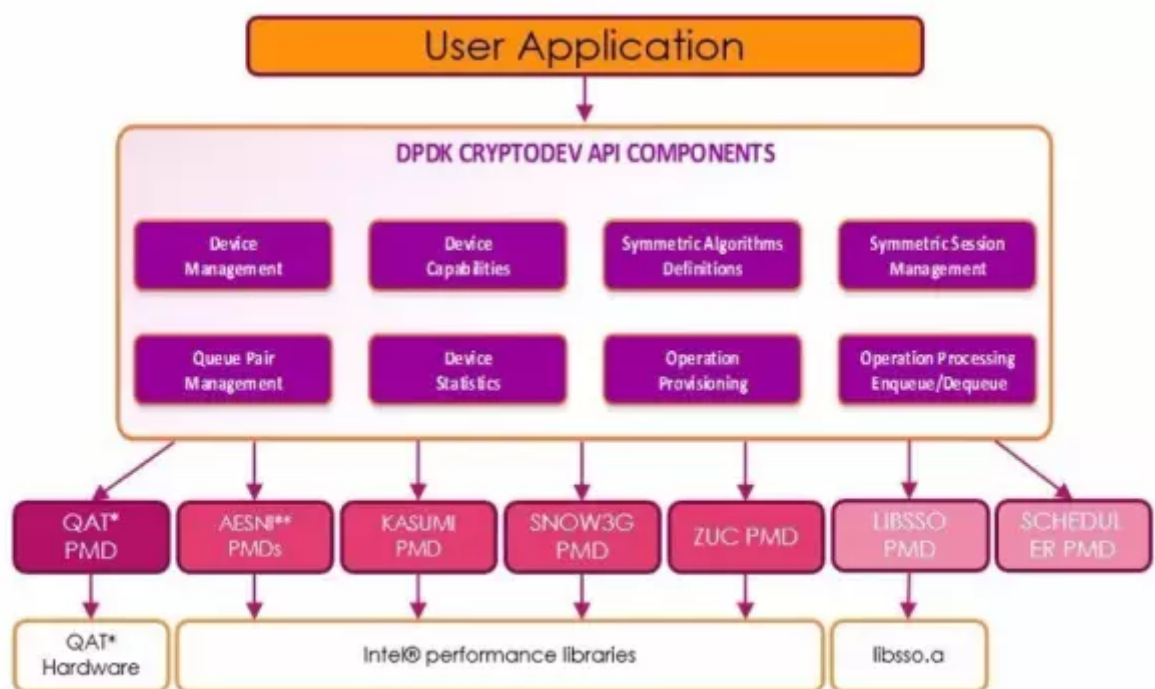 User Application
DPDK CRYPTODEV API COMPONENTS
Device
Management
Device
Capabilities
Symmetric Algorithms
Definitions
Symmetric Session
Management
Queue Pair
Management
Device
Statistics
Operation
Provisioning
Operation Processing
Enqueue/Dequeue
QAT*
PMD
AESNI**
PMDs
KASUMI
PMD
SNOW3G
PMD
ZUC PMD
LIBSSO
PMD
SCHEDUL
ER PMD
QAT*
Hardware
Intel® performance libraries
libsso.a